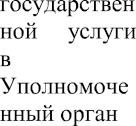 государствен
ной услуги
в
Уполномоче
нный орган